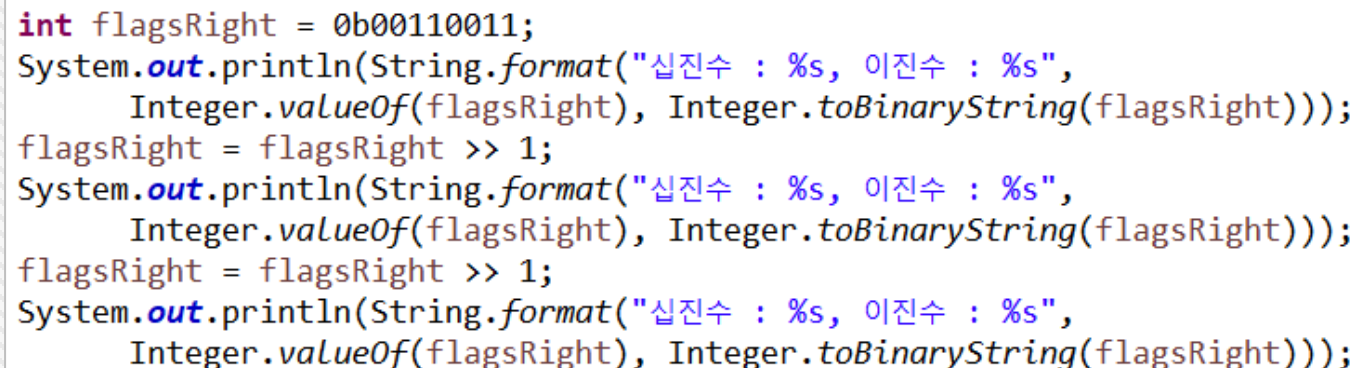 int flagsRight = 0b00110011;
System.out.println(String.format("십진수 : %s, 이진수 : %s",
Integer.valueOf(flagsRight), Integer.toBinaryString(flagsRight)));
flagsRight = flagsRight >> 1;
System.out.println(String.format("십진수 : %s, 이진수 : %s",
Integer.valueOf(flagsRight), Integer.toBinaryString(flagsRight)));
flagsRight = flagsRight >> 1;
System.out.println(String.format("십진수 : %s, 이진수 : %s",
Integer.valueOf(flagsRight), Integer.toBinaryString(flagsRight)));